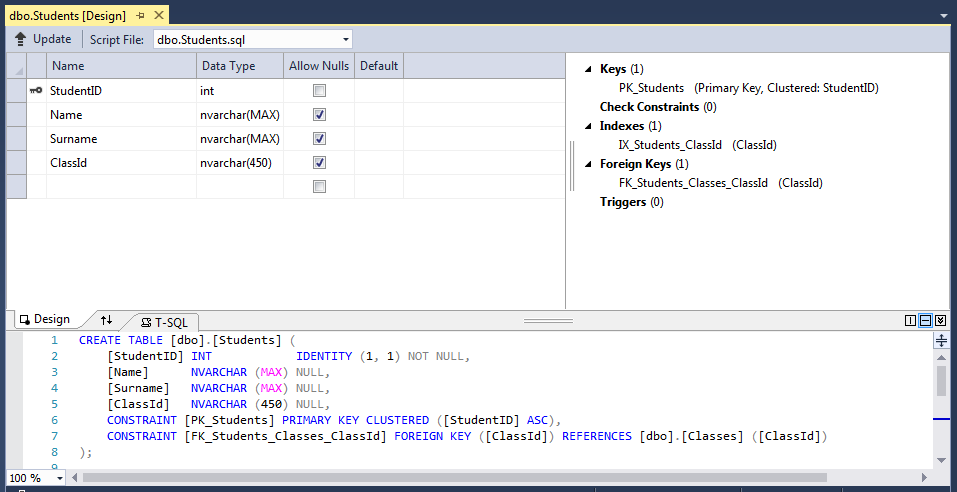 dbo.Students [Design]
Update Script File: dbo.Students.sql
Name Data Type Allow Nulls Default
StudentID int
Name nvarchar(MAX)
Surname nvarchar(MAX)
ClassId nvarchar(450)
Keys (1)
PK_Students (Primary Key, Clustered: StudentID)
Check Constraints (0)
Indexes (1)
IX_Students_ClassId (ClassId)
Foreign Keys (1)
FK_Students_Classes_ClassId (ClassId)
Triggers (0)
Design T-SQL
1 CREATE TABLE [dbo].[Students] (
2 [StudentID] INT IDENTITY (1, 1) NOT NULL,
3 [Name] NVARCHAR (MAX) NULL,
4 [Surname] NVARCHAR (MAX) NULL,
5 [ClassId] NVARCHAR (450) NULL,
6 CONSTRAINT [PK_Students] PRIMARY KEY CLUSTERED ([StudentID] ASC),
7 CONSTRAINT [FK_Students_Classes_ClassId] FOREIGN KEY ([ClassId]) REFERENCES [dbo].[Classes] ([ClassId])
8 );
9
100 %